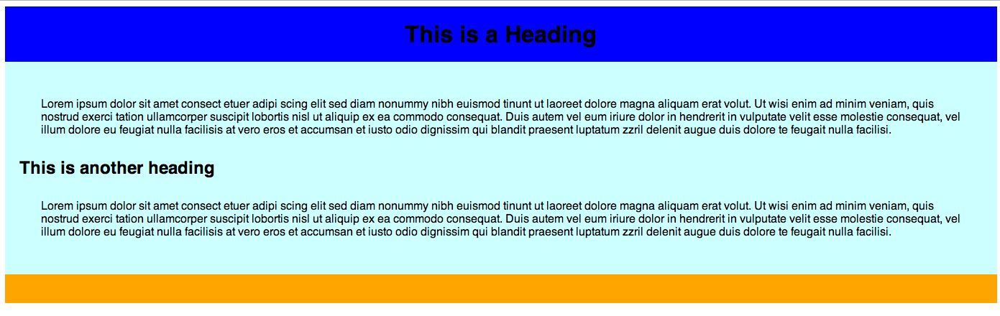 This is a Heading
Lorem ipsum dolor sit amet consect etuer adipi scing elit sed diam nonummy nibh euismod tinunt ut laoreet dolore magna aliquam erat volut. Ut wisi enim ad minim veniam, quis
nostrud exerci tation ullamcorper suscipit lobortis nisl ut aliquip ex ea commodo consequat. Duis autem vel eum iriure dolor in hendrerit in vulputate velit esse molestie consequat, vel
illum dolore eu feugiat nulla facilisis at vero eros et accumsan et iusto odio dignissim qui blandit praesent luptatum zzril delenit augue duis dolore te feugait nulla facilisi.
This is another heading
Lorem ipsum dolor sit amet consect etuer adipi scing elit sed diam nonummy nibh euismod tinunt ut laoreet dolore magna aliquam erat volut. Ut wisi enim ad minim veniam, quis
nostrud exerci tation ullamcorper suscipit lobortis nisl ut aliquip ex ea commodo consequat. Duis autem vel eum iriure dolor in hendrerit in vulputate velit esse molestie consequat, vel
illum dolore eu feugiat nulla facilisis at vero eros et accumsan et iusto odio dignissim qui blandit praesent luptatum zzril delenit augue duis dolore te feugait nulla facilisi.